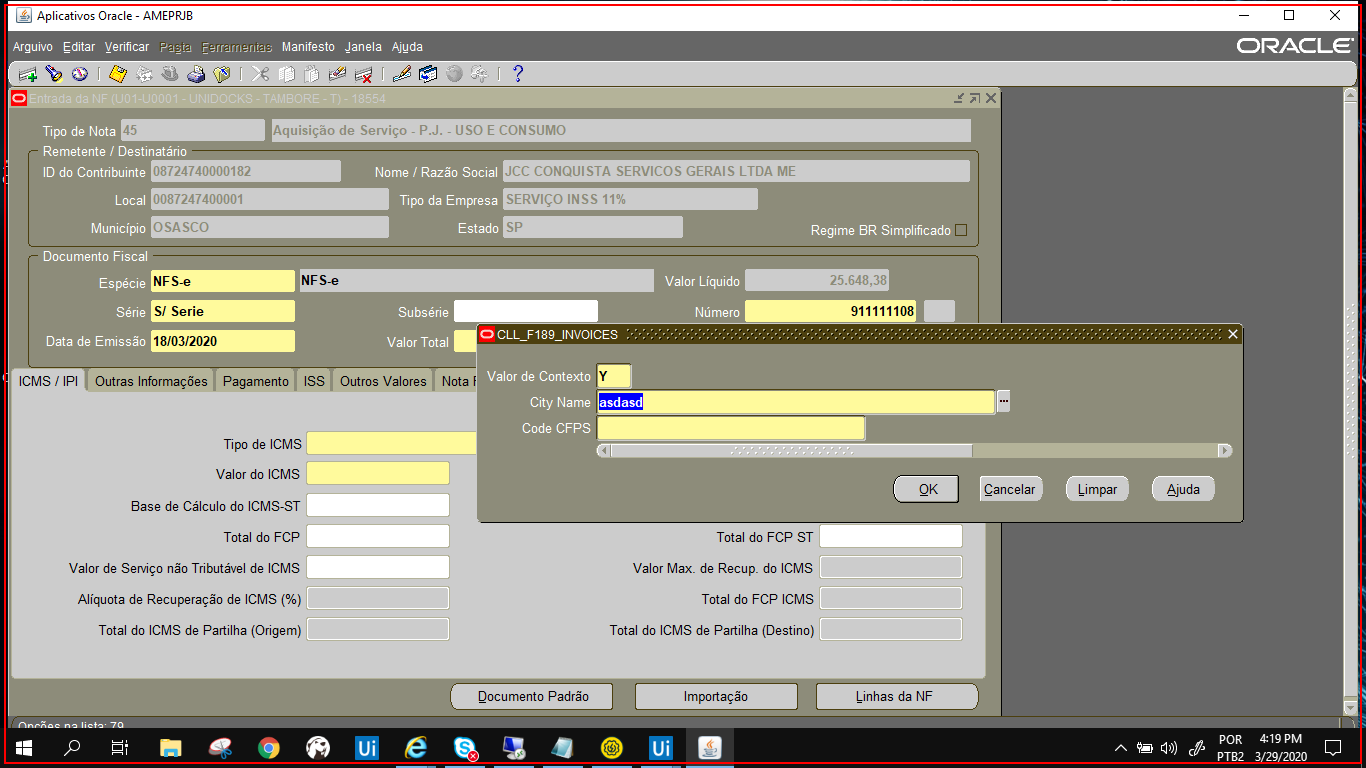 Aplicativos Oracle - AMEPRJB
Arquivo Editar Verificar Pasta Ferramentas Manifesto Janela Ajuda
ORACLE
Entrada da NF (U01-U0001 - UNIDOCKS - TAMBORE - T) - 18554
Tipo de Nota 45 Aquisição de Serviço - P.J. - USO E CONSUMO
Remetente / Destinatário
ID do Contribuinte 08724740000182 Nome / Razão Social JCC CONQUISTA SERVICOS GERAIS LTDA ME
Local 0087247400001 Tipo da Empresa SERVIÇO INSS 11%
Município OSASCO Estado SP Regime BR Simplificado
Documento Fiscal
Espécie NFS-e NFS-e Valor Líquido 25.648,38
Série S/ Serie Subsérie Número 911111108
Data de Emissão 18/03/2020 Valor Total
CLL_F189_INVOICES
Valor de Contexto Y
City Name asdasd
Code CFPS
OK Cancelar Limpar Ajuda
ICMS / IPI Outras Informações Pagamento ISS Outros Valores Nota
Tipo de ICMS
Valor do ICMS
Base de Cálculo do ICMS-ST
Total do FCP Total do FCP ST
Valor de Serviço não Tributável de ICMS Valor Max. de Recup. do ICMS
Alíquota de Recuperação de ICMS (%) Total do FCP ICMS
Total do ICMS de Partilha (Origem) Total do ICMS de Partilha (Destino)
Documento Padrão Importação Linhas da NF
Opções na lista: 79
Ui Ui
POR 4:19 PM
PTB2 3/29/2020